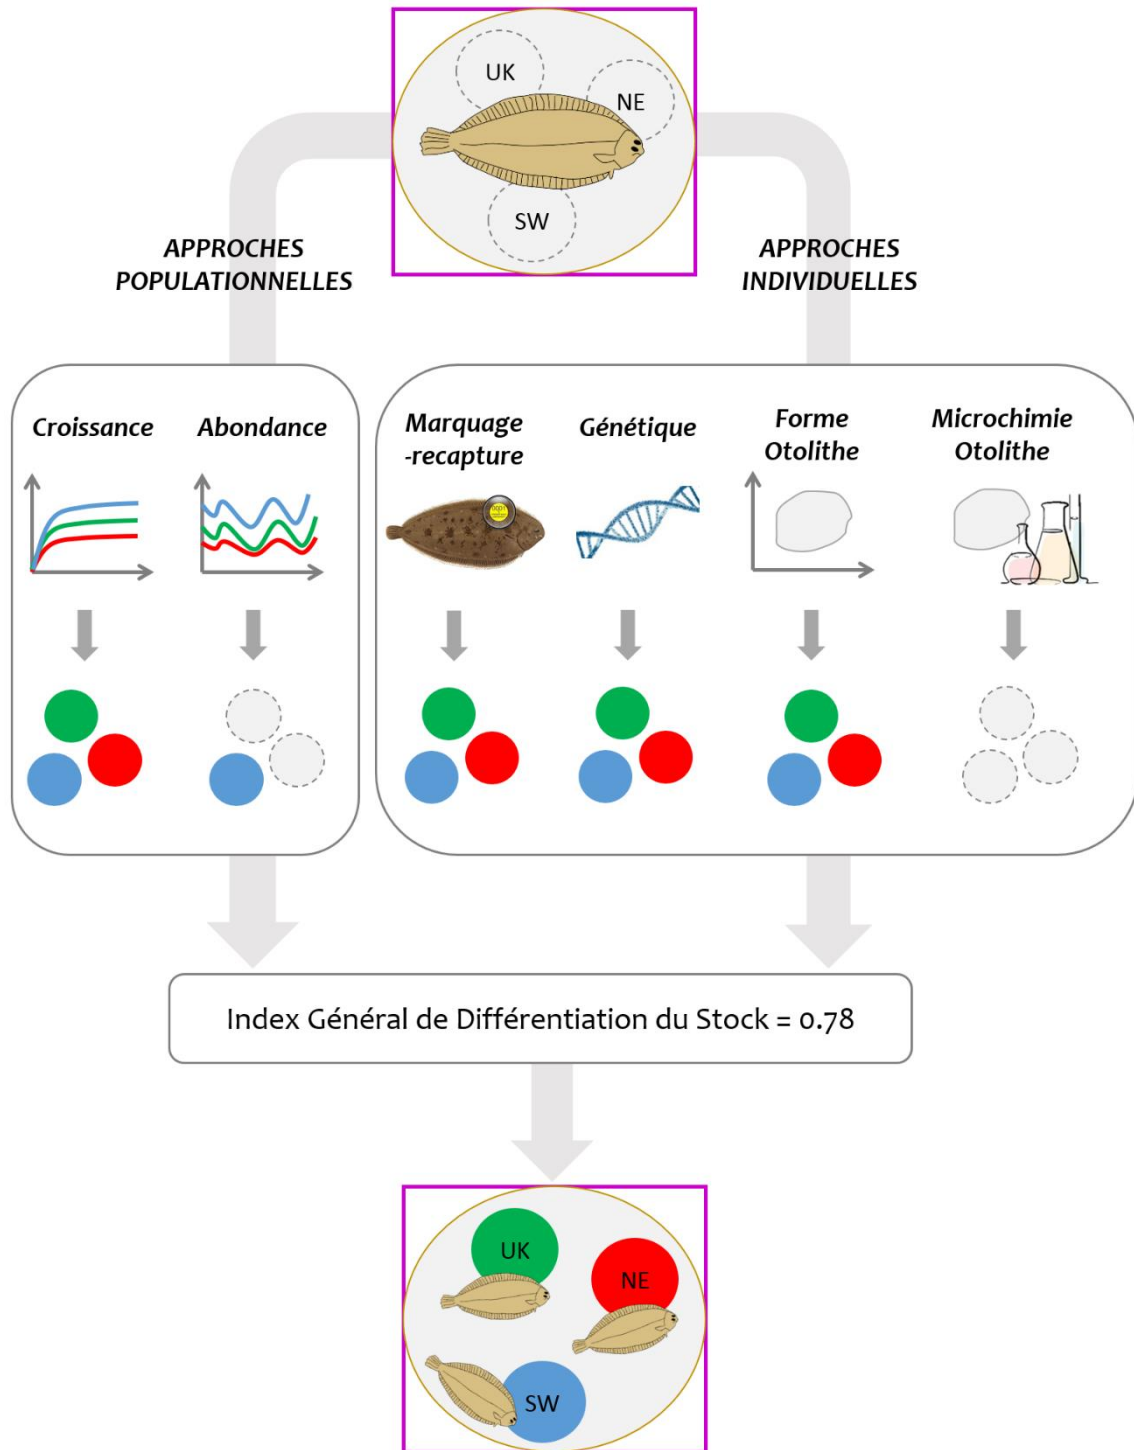 UK
NE
SW
APPROCHES
POPULATIONNELLES
APPROCHES
INDIVIDUELLES
Croissance
Abondance
Marquage
-recapture
Génétique
Forme
Otolithe
Microchimie
Otolithe
Index Général de Différentiation du Stock = 0.78
UK
NE
SW